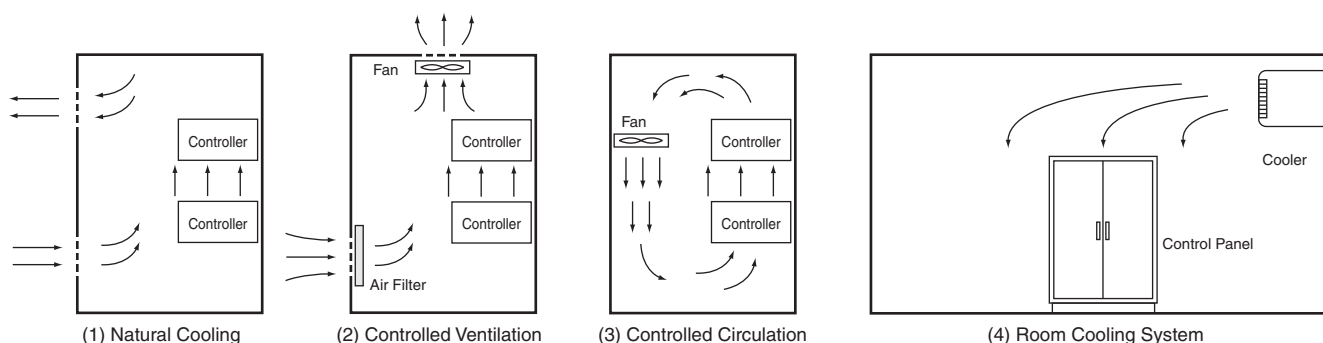 Fan
Controller
Controller
(1) Natural Cooling
Controller
Controller
Air Filter
(2) Controlled Ventilation
Fan
Controller
Controller
(3) Controlled Circulation
Cooler
Control Panel
(4) Room Cooling System